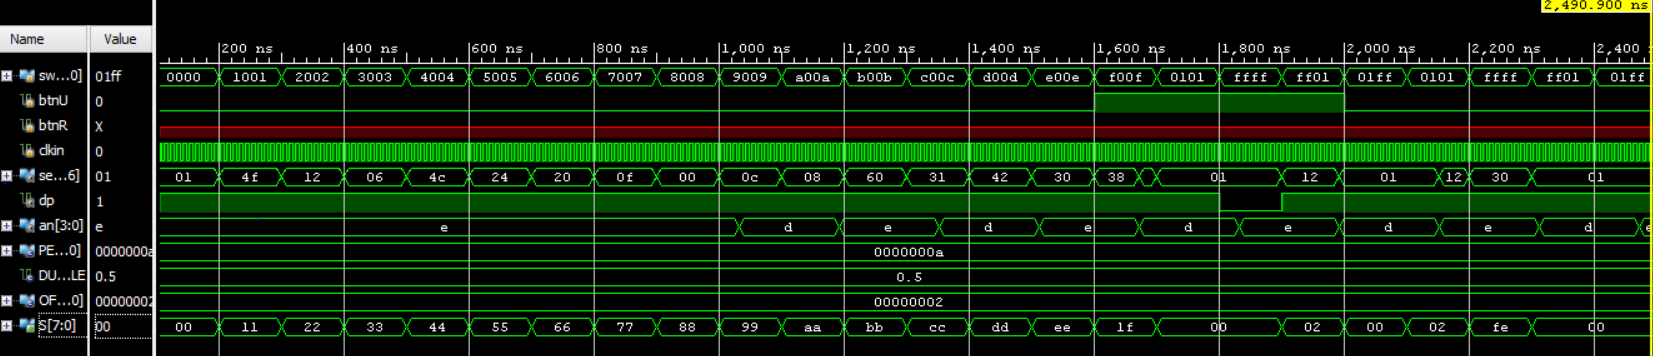 2,490.900 ns
Name Value 200 ns 400 ns 600 ns 800 ns 1,000 ns 1,200 ns 1,400 ns 1,600 ns 1,800 ns 2,000 ns 2,200 ns 2,400
sw...0] 01ff 0000 1001 2002 3003 4004 5005 6006 7007 8008 9009 a00a b00b c00c d00d e00e f00f 0101 ffff ff01 01ff 0101 ffff ff01 01ff
btnU 0
btnR X
clkin 0
se...6] 01 01 4f 12 06 4c 24 20 0f 00 0c 08 60 31 42 30 38 01 12 01 12 30 01
dp 1
an[3:0] e e d e d e d e d e d e
PE...0] 0000000a 0000000a
DU...LE 0.5 0.5
OF...0] 00000002 00000002
S[7:0] 00 00 11 22 33 44 55 66 77 88 99 aa bb cc dd ee 1f 00 02 00 02 fe 00